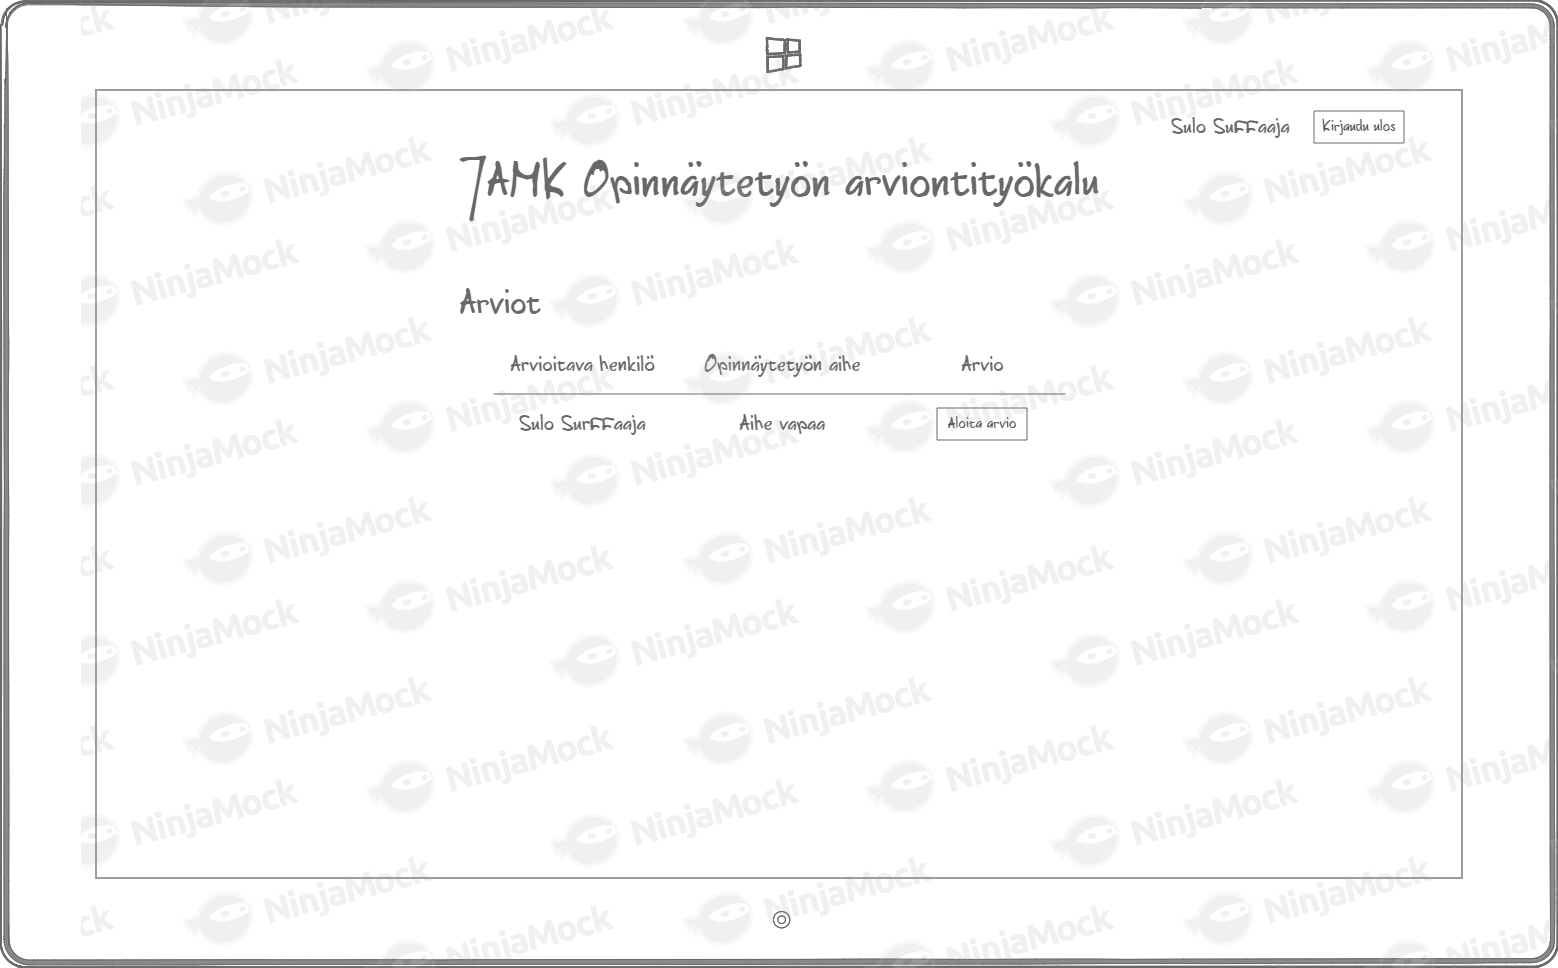 Sulo Suffaaja Kirjaudu ulos
JAMK Opinnäytetyön arviontityökalu
Arviot
Arvioitava henkilö Opinnäytetyön aihe Arvio
Sulo Surffaaja Aihe vapaa Aloita arvio
NinjaMock